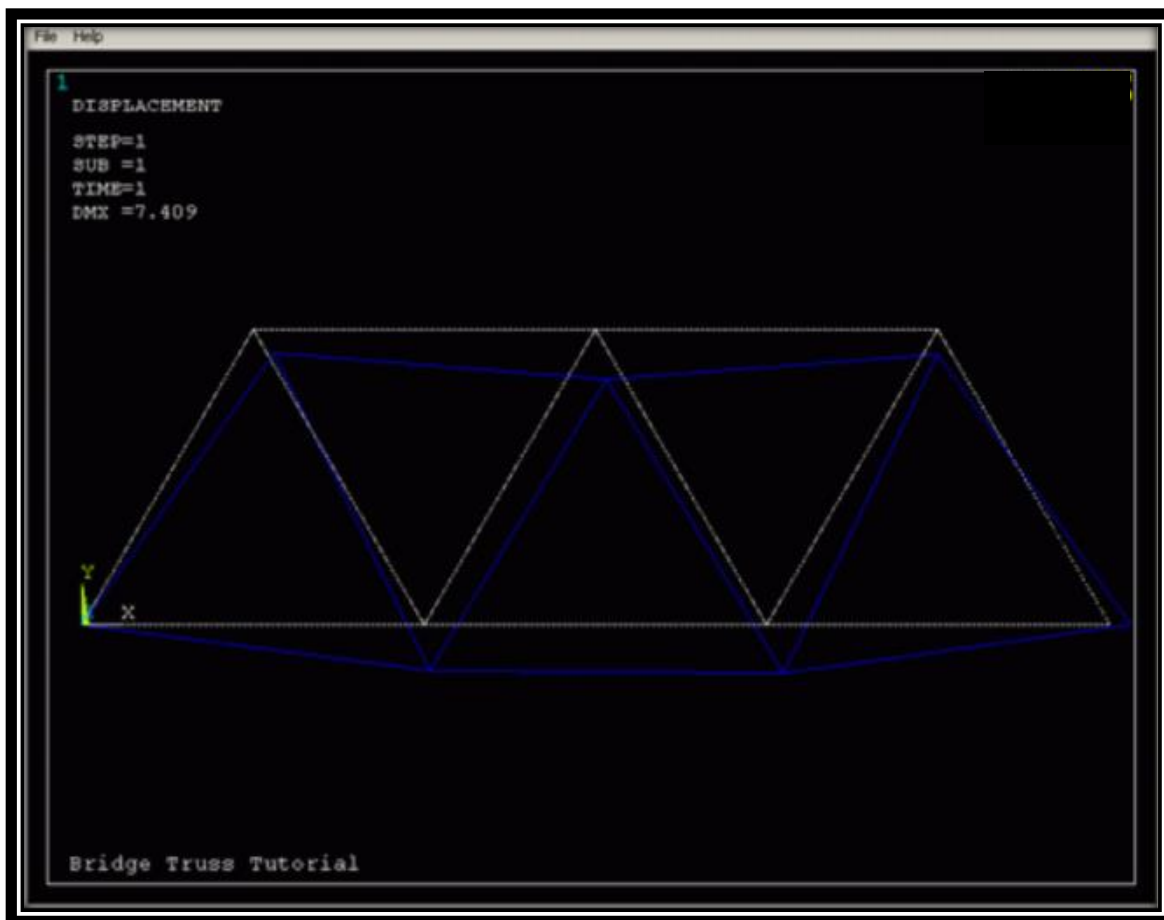 File Help
1
DISPLACEMENT
STEP=1
SUB =1
TIME=1
DMX =7.409
Y
X
Bridge Truss Tutorial